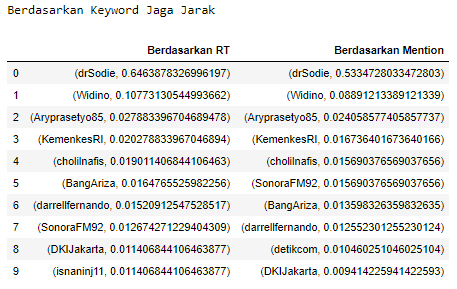 Berdasarkan Keyword Jaga Jarak
Berdasarkan RT Berdasarkan Mention
0 (drSodie, 0.6463878326996197) (drSodie, 0.5334728033472803)
1 (Widino, 0.10773130544993662) (Widino, 0.08891213389121339)
2 (Aryprasetyo85, 0.027883396704689478) (Aryprasetyo85, 0.024058577405857737)
3 (KemenkesRI, 0.020278833967046894) (KemenkesRI, 0.016736401673640166)
4 (cholilnafis, 0.019011406844106463) (cholilnafis, 0.015690376569037656)
5 (BangAriza, 0.0164765525982256) (SonoraFM92, 0.015690376569037656)
6 (darrellfernando, 0.01520912547528517) (BangAriza, 0.013598326359832635)
7 (SonoraFM92, 0.012674271229404309) (darrellfernando, 0.012552301255230124)
8 (DKIJakarta, 0.011406844106463877) (detikcom, 0.010460251046025104)
9 (isnaninj11, 0.011406844106463877) (DKIJakarta, 0.009414225941422593)